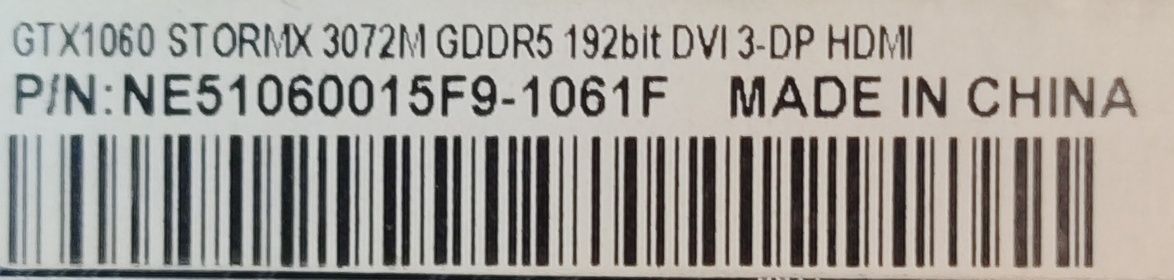 GTX1060 STORMX 3072M GDDR5 192bit DVI 3-DP HDMI
P/N:NE51060015F9-1061F MADE IN CHINA